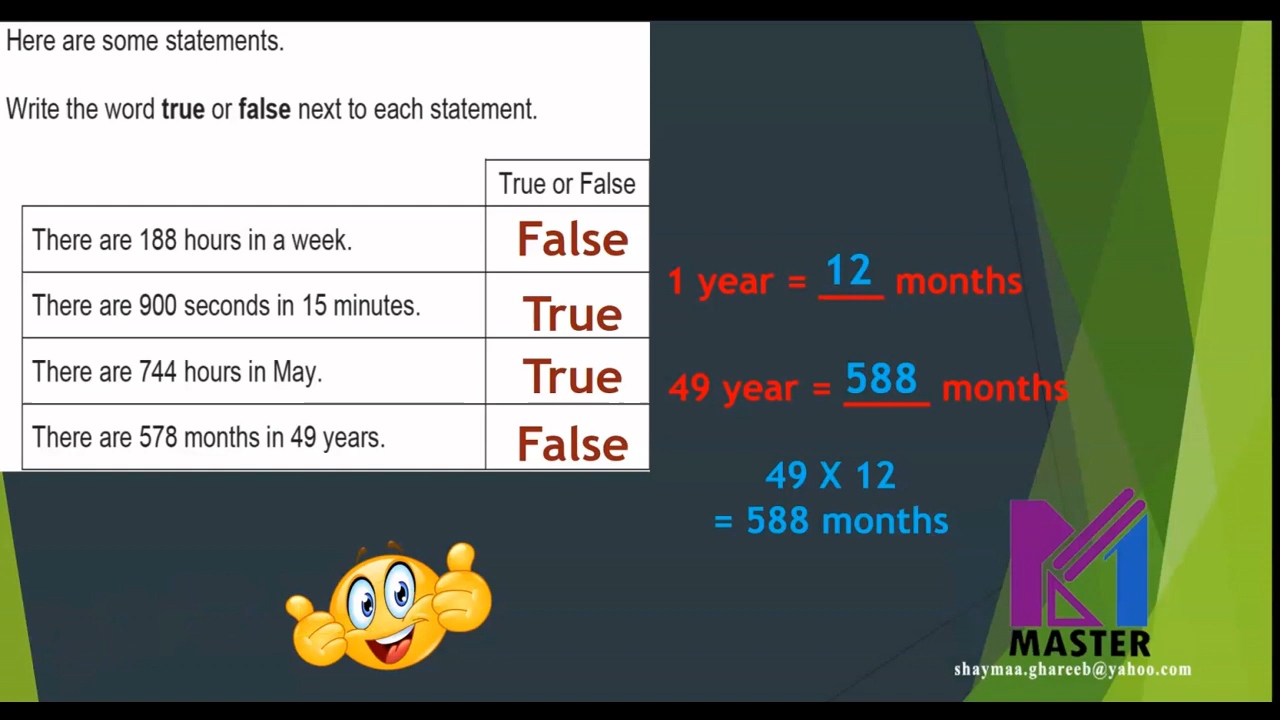 Here are some statements.
Write the word true or false next to each statement.
True or False
There are 188 hours in a week. False
There are 900 seconds in 15 minutes. True
There are 744 hours in May. True
There are 578 months in 49 years. False
1 year = 12 months
49 year = 588 months
49 X 12
= 588 months
M1
MASTER
shaymaa.ghareeb@yahoo.com